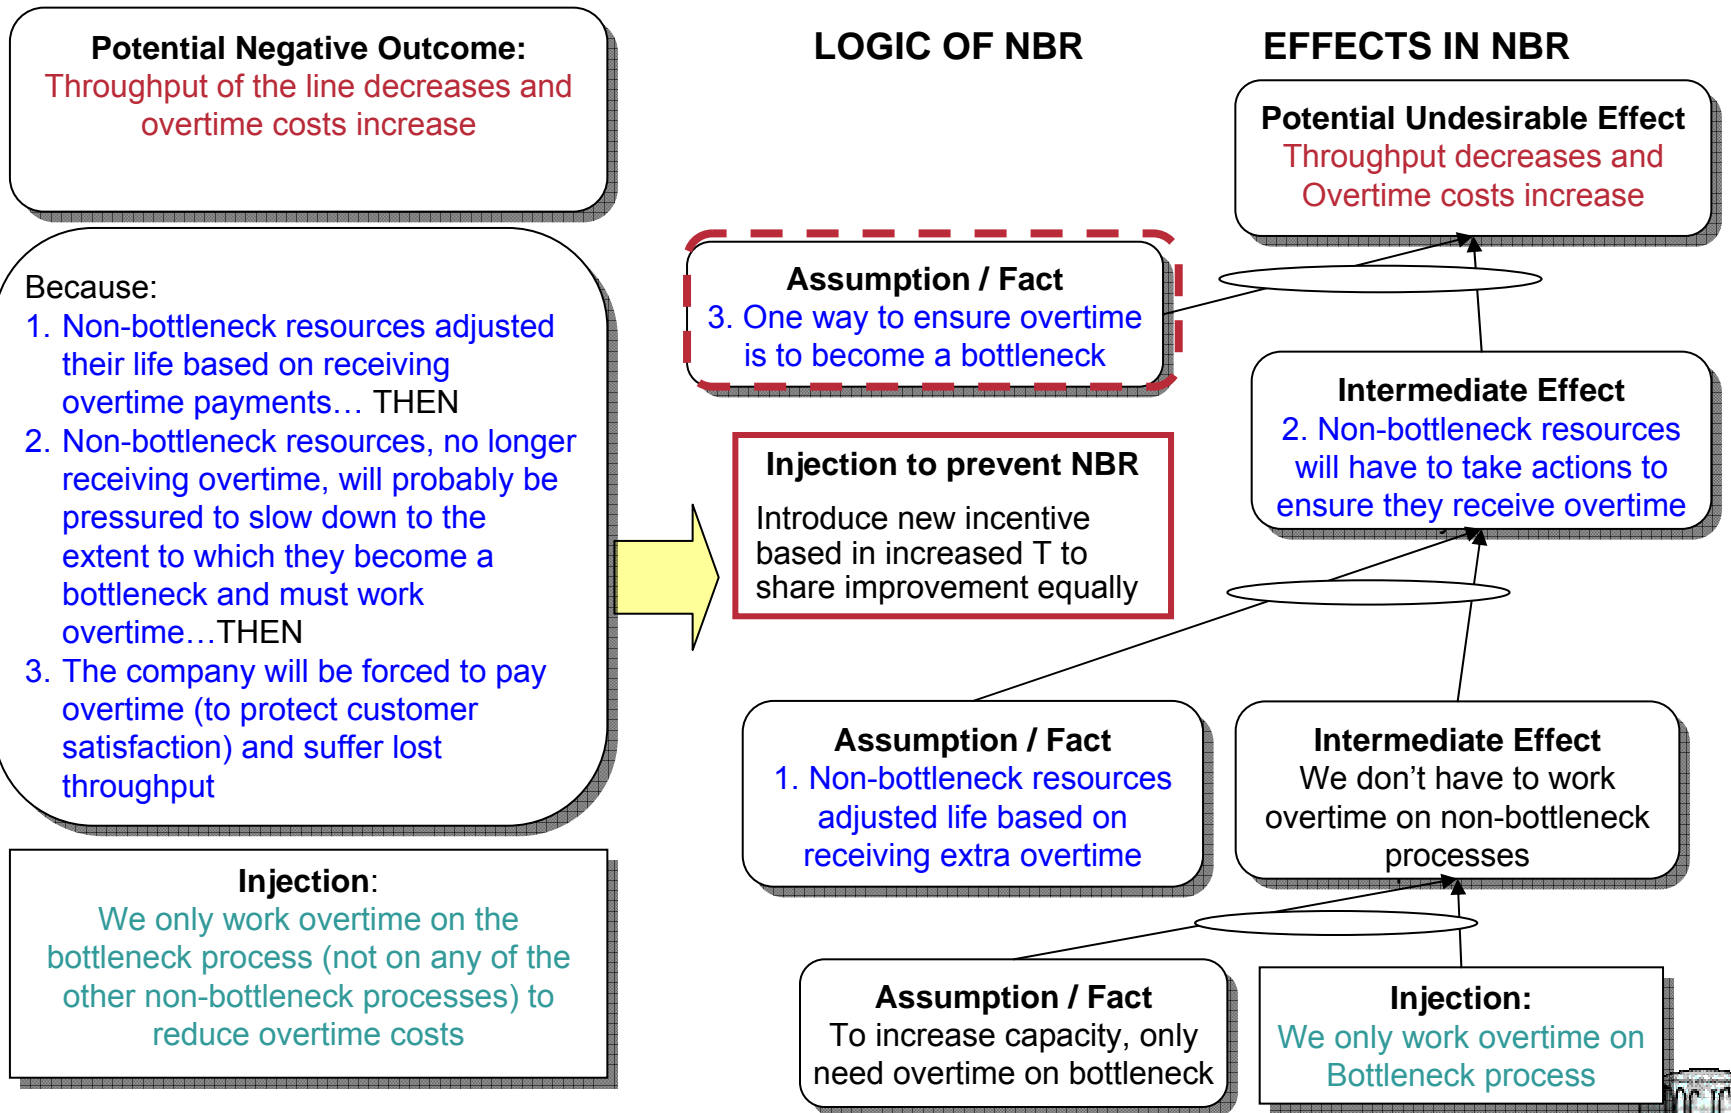 Potential Negative Outcome:
Throughput of the line decreases and
overtime costs increase
Because:
1. Non-bottleneck resources adjusted
their life based on receiving
overtime payments… THEN
2. Non-bottleneck resources, no longer
receiving overtime, will probably be
pressured to slow down to the
extent to which they become a
bottleneck and must work
overtime…THEN
3. The company will be forced to pay
overtime (to protect customer
satisfaction) and suffer lost
throughput
Injection:
We only work overtime on the
bottleneck process (not on any of the
other non-bottleneck processes) to
reduce overtime costs
LOGIC OF NBR
Assumption / Fact
3. One way to ensure overtime
is to become a bottleneck
Injection to prevent NBR
Introduce new incentive
based in increased T to
share improvement equally
Assumption / Fact
1. Non-bottleneck resources
adjusted life based on
receiving extra overtime
Assumption / Fact
To increase capacity, only
need overtime on bottleneck
EFFECTS IN NBR
Potential Undesirable Effect
Throughput decreases and
Overtime costs increase
Intermediate Effect
2. Non-bottleneck resources
will have to take actions to
ensure they receive overtime
Intermediate Effect
We don’t have to work
overtime on non-bottleneck
processes
Injection:
We only work overtime on
Bottleneck process